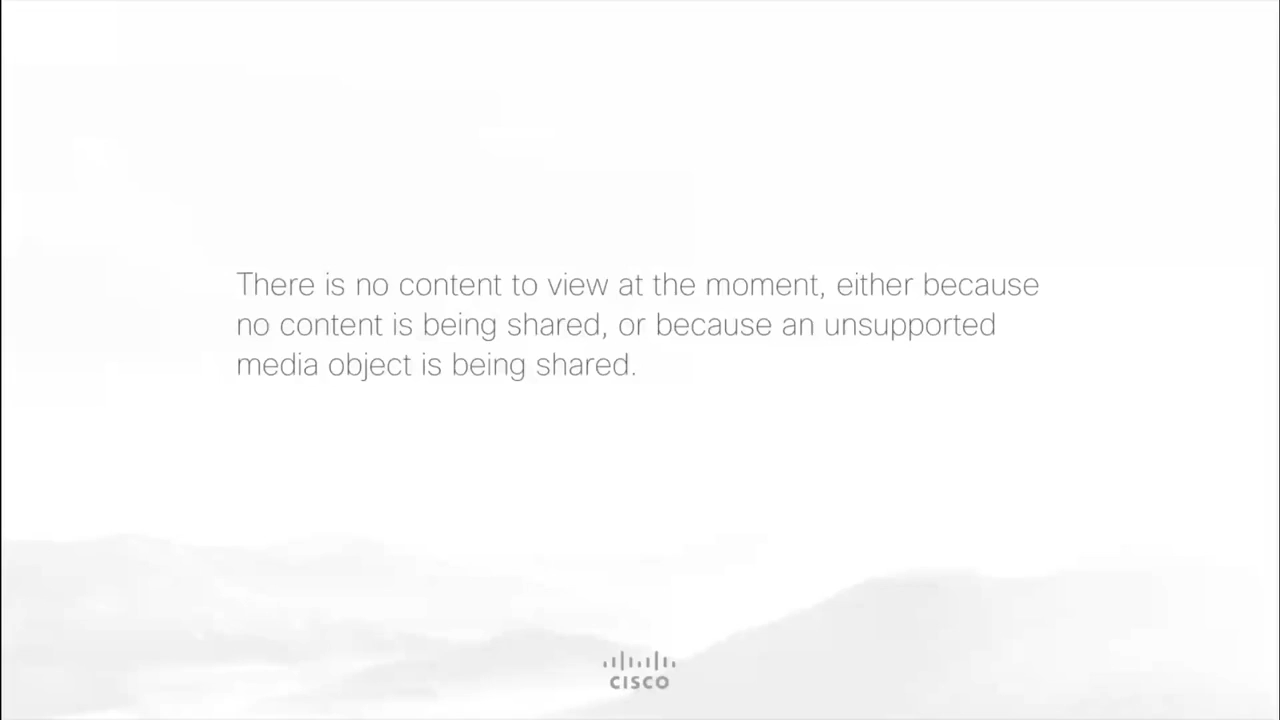 There is no content to view at the moment, either because
no content is being shared, or because an unsupported
media object is being shared.
CISCO